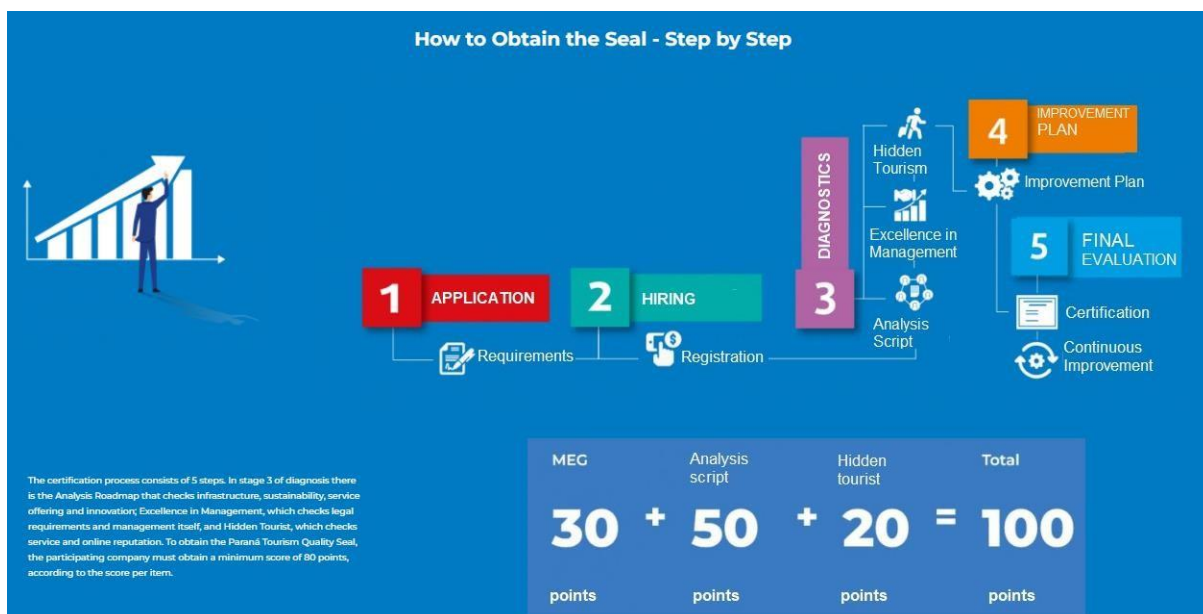 How to Obtain the Seal - Step by Step
1
APPLICATION
Requirements
2
HIRING
Registration
3
DIAGNOSTICS
Hidden
Tourism
Excellence in
Management
Analysis
Script
4
IMPROVEMENT
PLAN
Improvement Plan
5
FINAL
EVALUATION
Certification
Continuous
Improvement
The certification process consists of 5 steps. In stage 3 of diagnosis there
is the Analysis Roadmap that checks infrastructure, sustainability, service
offering and innovation; Excellence in Management, which checks legal
requirements and management itself, and Hidden Tourist, which checks
service and online reputation. To obtain the Paraná Tourism Quality Seal,
the participating company must obtain a minimum score of 80 points,
according to the score per item.
MEG
30
points
+
Analysis
script
50
points
+
Hidden
tourist
20
points
=
Total
100
points